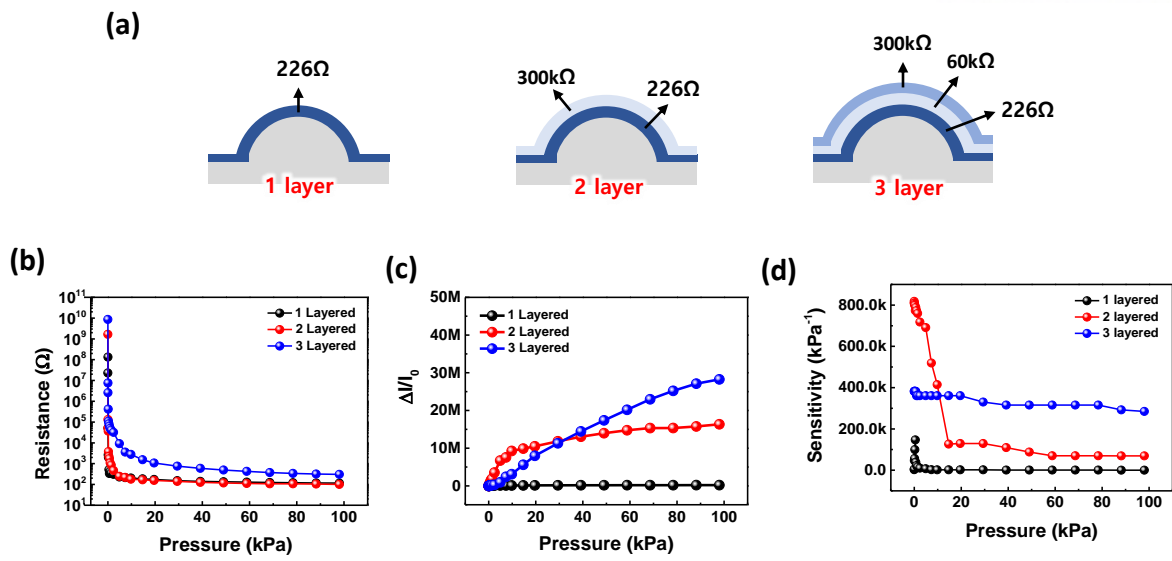 (a)
226Ω
1 layer
300kΩ
226Ω
2 layer
300kΩ
60kΩ
226Ω
3 layer
(b)
Resistance (Ω)
10¹¹
10¹⁰
10⁹
10⁸
10⁷
10⁶
10⁵
10⁴
10³
10²
10¹
1 Layered
2 Layered
3 Layered
0 20 40 60 80 100
Pressure (kPa)
(c)
ΔI/I₀
50M
40M
30M
20M
10M
0
1 Layered
2 Layered
3 Layered
0 20 40 60 80 100
Pressure (kPa)
(d)
Sensitivity (kPa⁻¹)
800.0k
600.0k
400.0k
200.0k
0.0
1 layered
2 layered
3 layered
0 20 40 60 80 100
Pressure (kPa)